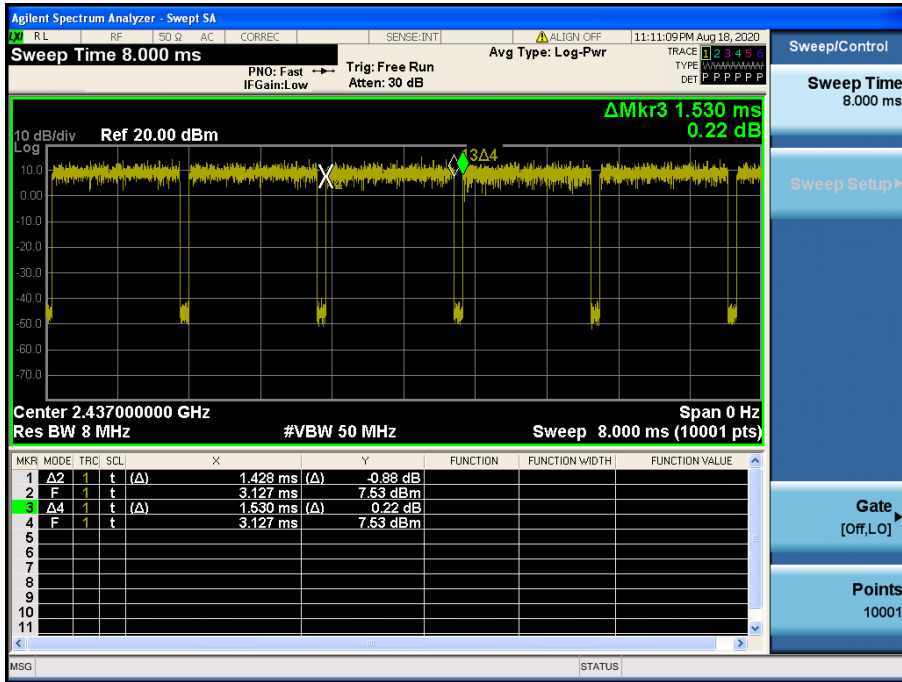 Agilent Spectrum Analyzer - Swept SA
LXI RL RF 50 Ω AC CORREC SENSE:INT ALIGN OFF 11:11:09 PM Aug 18, 2020
Sweep Time 8.000 ms
PNO: Fast
IFGain:Low
Trig: Free Run
Atten: 30 dB
Avg Type: Log-Pwr
TRACE 1 2 3 4 5 6
TYPE
DET P P P P P P
ΔMkr3 1.530 ms
0.22 dB
10 dB/div Ref 20.00 dBm
Log
10.0
0.00
-10.0
-20.0
-30.0
-40.0
-50.0
-60.0
-70.0
3Δ4
Center 2.437000000 GHz Span 0 Hz
Res BW 8 MHz #VBW 50 MHz Sweep 8.000 ms (10001 pts)
MKR MODE TRC SCL X Y FUNCTION FUNCTION WIDTH FUNCTION VALUE
1 Δ2 1 t (Δ) 1.428 ms (Δ) -0.88 dB
2 F 1 t 3.127 ms 7.53 dBm
3 Δ4 1 t (Δ) 1.530 ms (Δ) 0.22 dB
4 F 1 t 3.127 ms 7.53 dBm
5
6
7
8
9
10
11
MSG STATUS
Sweep/Control
Sweep Time
8.000 ms
Sweep Setup
Gate
[Off,LO]
Points
10001